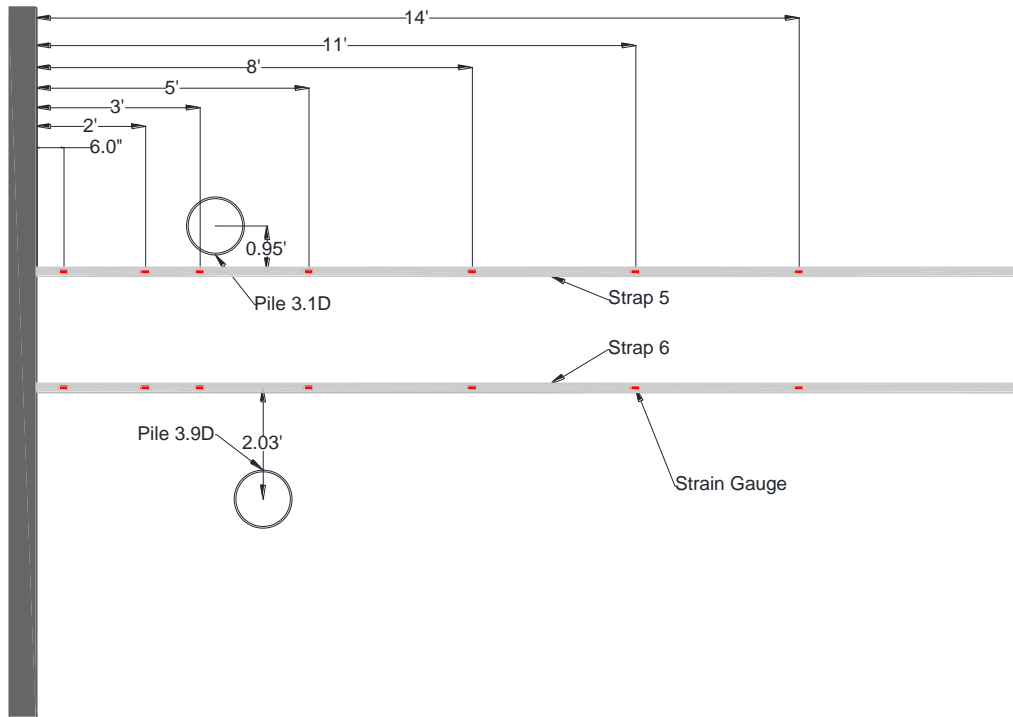 14'
11'
8'
5'
3'
2'
6.0"
0.95'
Pile 3.1D
Strap 5
Strap 6
Pile 3.9D
2.03'
Strain Gauge